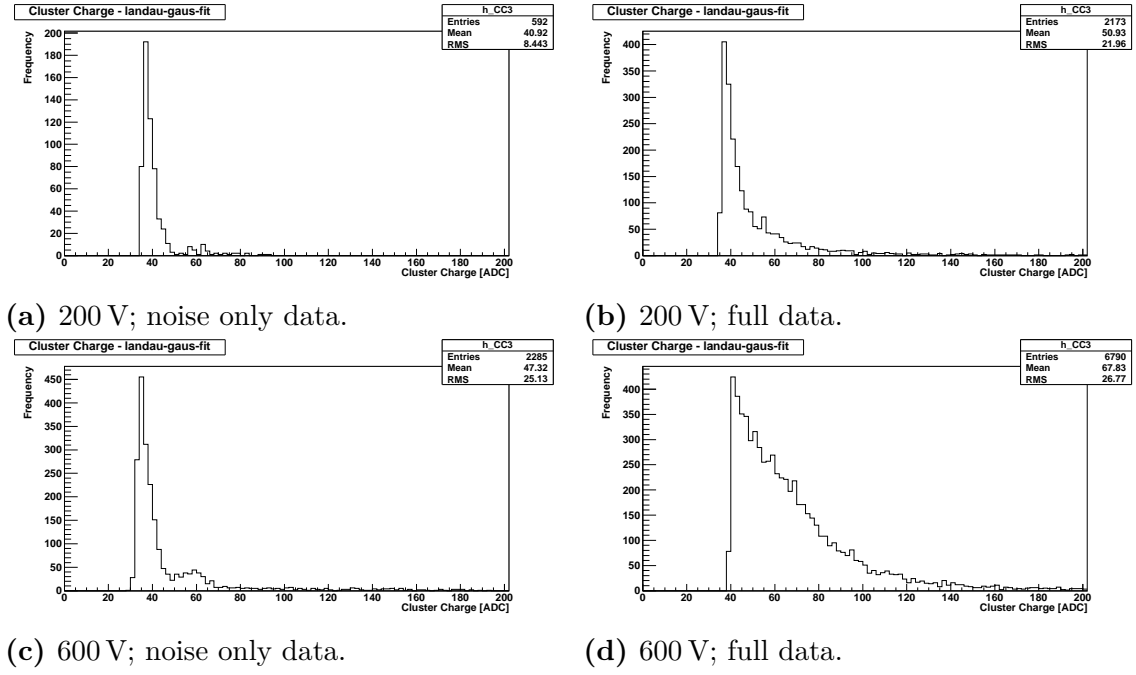 Cluster Charge - landau-gaus-fit
h_CC3
Entries 592
Mean 40.92
RMS 8.443
Frequency
200
180
160
140
120
100
80
60
40
20
0
0 20 40 60 80 100 120 140 160 180 200
Cluster Charge [ADC]
(a) 200 V; noise only data.
Cluster Charge - landau-gaus-fit
h_CC3
Entries 2173
Mean 50.93
RMS 21.96
Frequency
400
350
300
250
200
150
100
50
0
0 20 40 60 80 100 120 140 160 180 200
Cluster Charge [ADC]
(b) 200 V; full data.
Cluster Charge - landau-gaus-fit
h_CC3
Entries 2285
Mean 47.32
RMS 25.13
Frequency
450
400
350
300
250
200
150
100
50
0
0 20 40 60 80 100 120 140 160 180 200
Cluster Charge [ADC]
(c) 600 V; noise only data.
Cluster Charge - landau-gaus-fit
h_CC3
Entries 6790
Mean 67.83
RMS 26.77
Frequency
400
350
300
250
200
150
100
50
0
0 20 40 60 80 100 120 140 160 180 200
Cluster Charge [ADC]
(d) 600 V; full data.